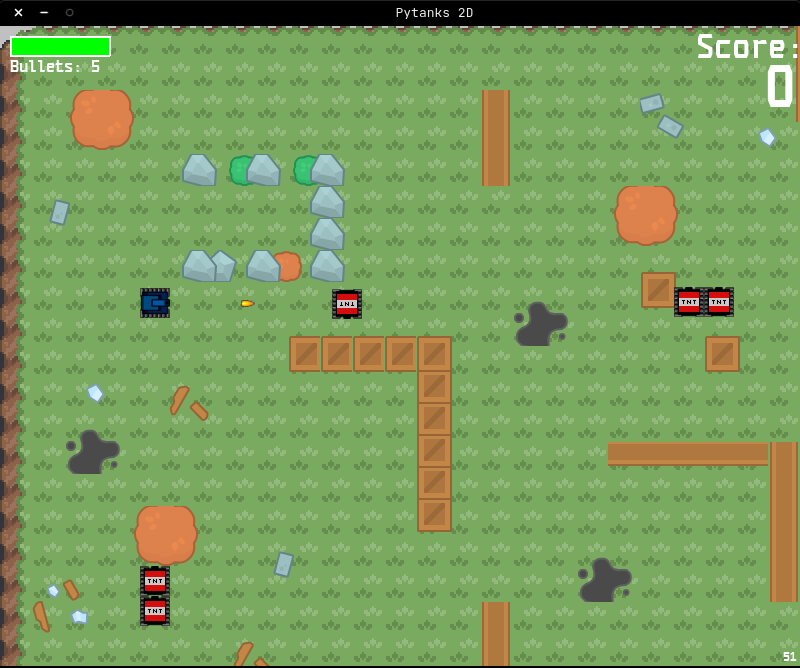 Pytanks 2D
Score:
0
Bullets: 5
TNT
TNT
TNT
TNT
TNT
51